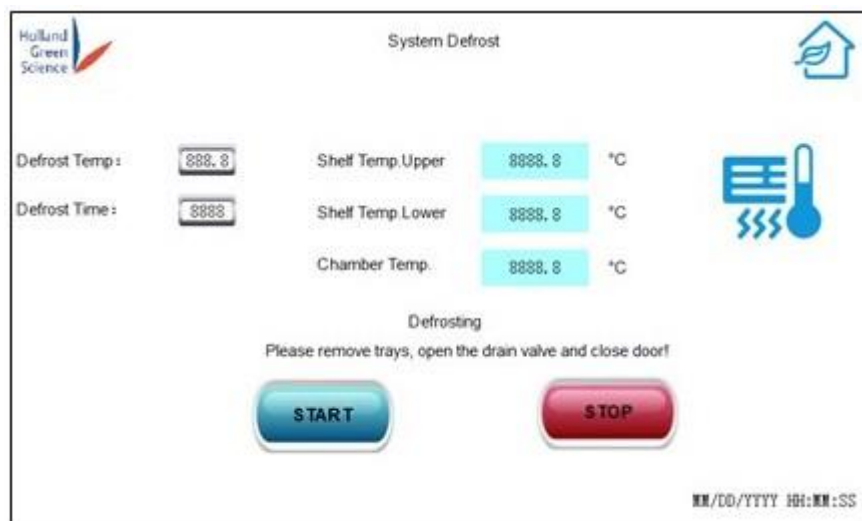 Holland
Green
Science
System Defrost
Defrost Temp: 888.8 Shelf Temp.Upper 8888.8 °C
Defrost Time: 8888 Shelf Temp.Lower 8888.8 °C
Chamber Temp. 8888.8 °C
Defrosting
Please remove trays, open the drain valve and close door!
START STOP
MM/DD/YYYY HH:MM:SS